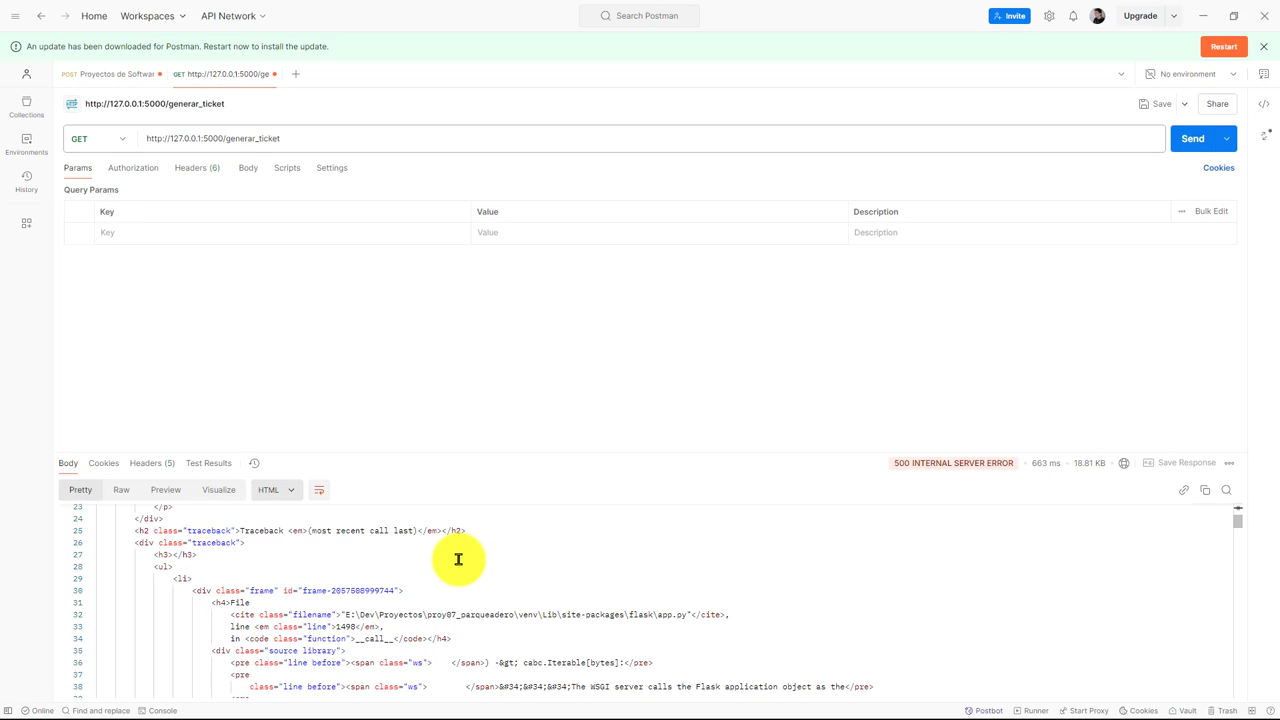 Home
Workspaces
API Network
Search Postman
Invite
Upgrade
An update has been downloaded for Postman. Restart now to install the update.
Restart
POST Proyectos de Softwar
GET http://127.0.0.1:5000/ge
No environment
http://127.0.0.1:5000/generar_ticket
Save
Share
GET
http://127.0.0.1:5000/generar_ticket
Send
Collections
Environments
History
Params
Authorization
Headers (6)
Body
Scripts
Settings
Cookies
Query Params
Key
Value
Description
Bulk Edit
Key
Value
Description
Body
Cookies
Headers (5)
Test Results
500 INTERNAL SERVER ERROR
663 ms
18.81 KB
Save Response
Pretty
Raw
Preview
Visualize
HTML
23 </p>
24 </div>
25 <h2 class="traceback">Traceback <em>(most recent call last)</em></h2>
26 <div class="traceback">
27 <h3></h3>
28 <ul>
29 <li>
30 <div class="frame" id="frame-2057508999744">
31 <h4>File
32 <cite class="filename">"E:\Dev\Proyectos\proy07_parqueadero\venv\Lib\site-packages\flask\app.py"</cite>,
33 line <em class="line">1498</em>,
34 in <code class="function">__call__</code></h4>
35 <div class="source library">
36 <pre class="line before"><span class="ws">    </span>) -&gt; cabc.Iterable[bytes]:</pre>
37 <pre
38 class="line before"><span class="ws">        </span>&#34;&#34;&#34;The WSGI server calls the Flask application object as the</pre>
Online
Find and replace
Console
Postbot
Runner
Start Proxy
Cookies
Vault
Trash